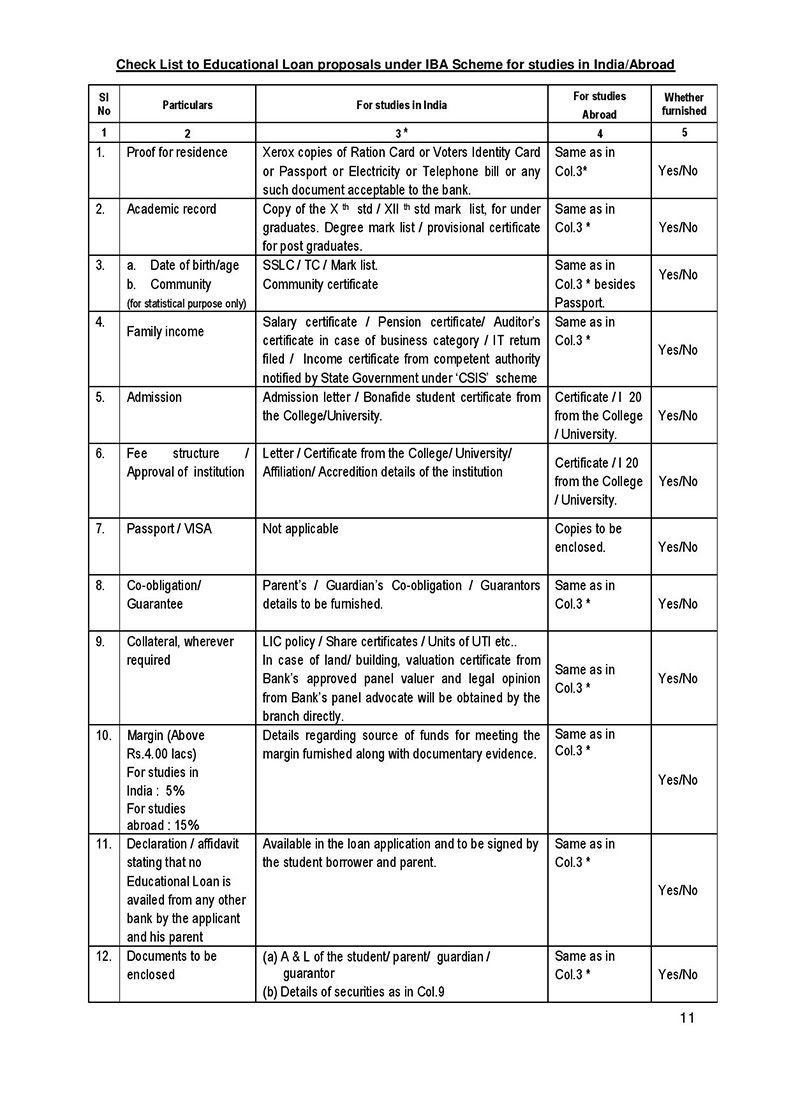 Check List to Educational Loan proposals under IBA Scheme for studies in India/Abroad
Sl No
Particulars
For studies in India
For studies Abroad
Whether furnished
1
2
3 *
4
5
1.
Proof for residence
Xerox copies of Ration Card or Voters Identity Card
or Passport or Electricity or Telephone bill or any
such document acceptable to the bank.
Same as in
Col.3*
Yes/No
2.
Academic record
Copy of the X th std / XII th std mark list, for under
graduates. Degree mark list / provisional certificate
for post graduates.
Same as in
Col.3 *
Yes/No
3.
a. Date of birth/age
b. Community
(for statistical purpose only)
SSLC / TC / Mark list.
Community certificate
Same as in
Col.3 * besides
Passport.
Yes/No
4.
Family income
Salary certificate / Pension certificate/ Auditor's
certificate in case of business category / IT return
filed / Income certificate from competent authority
notified by State Government under 'CSIS' scheme
Same as in
Col.3 *
Yes/No
5.
Admission
Admission letter / Bonafide student certificate from
the College/University.
Certificate / I 20
from the College
/ University.
Yes/No
6.
Fee structure /
Approval of institution
Letter / Certificate from the College/ University/
Affiliation/ Accredition details of the institution
Certificate / I 20
from the College
/ University.
Yes/No
7.
Passport / VISA
Not applicable
Copies to be
enclosed.
Yes/No
8.
Co-obligation/
Guarantee
Parent's / Guardian's Co-obligation / Guarantors
details to be furnished.
Same as in
Col.3 *
Yes/No
9.
Collateral, wherever
required
LIC policy / Share certificates / Units of UTI etc..
In case of land/ building, valuation certificate from
Bank's approved panel valuer and legal opinion
from Bank's panel advocate will be obtained by the
branch directly.
Same as in
Col.3 *
Yes/No
10.
Margin (Above
Rs.4.00 lacs)
For studies in
India : 5%
For studies
abroad : 15%
Details regarding source of funds for meeting the
margin furnished along with documentary evidence.
Same as in
Col.3 *
Yes/No
11.
Declaration / affidavit
stating that no
Educational Loan is
availed from any other
bank by the applicant
and his parent
Available in the loan application and to be signed by
the student borrower and parent.
Same as in
Col.3 *
Yes/No
12.
Documents to be
enclosed
(a) A & L of the student/ parent/ guardian /
guarantor
(b) Details of securities as in Col.9
Same as in
Col.3 *
Yes/No
11